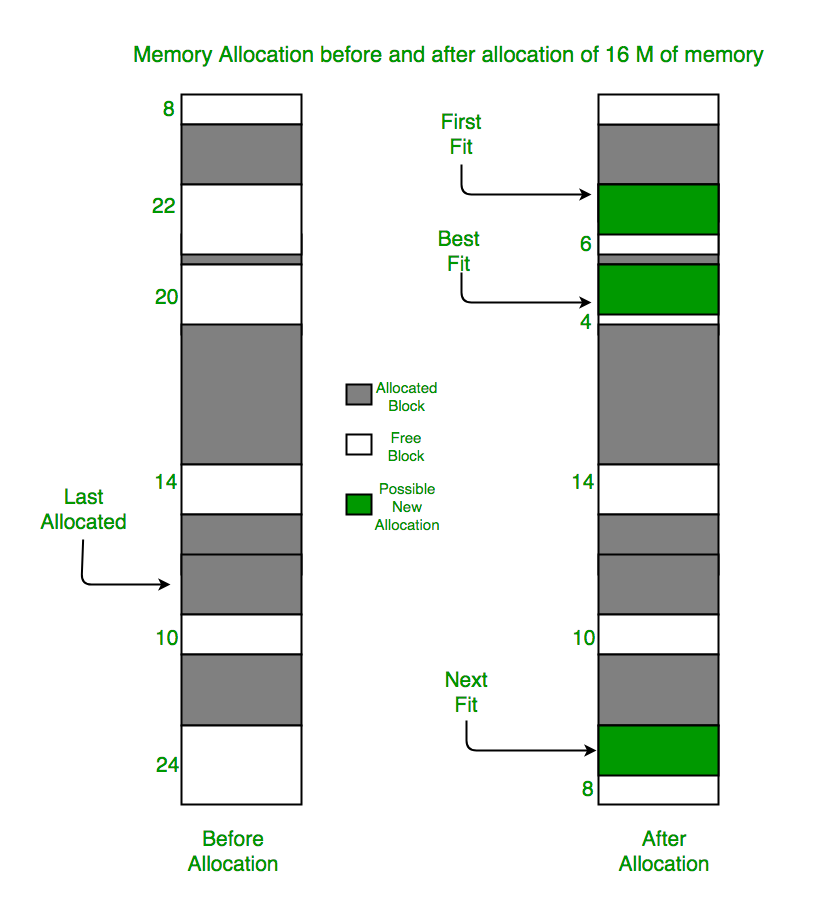 Memory Allocation before and after allocation of 16 M of memory
8
22
20
14
Last
Allocated
10
24
Before
Allocation
Allocated
Block
Free
Block
Possible
New
Allocation
First
Fit
6
Best
Fit
4
14
10
Next
Fit
8
After
Allocation